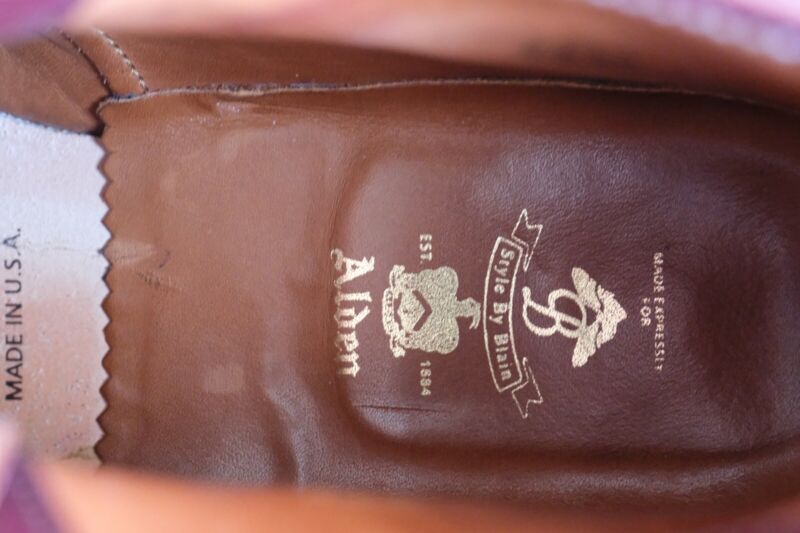 MADE EXPRESSLY
FOR
B
Style By Blain
EST. 1884
Alden
MADE IN U.S.A.